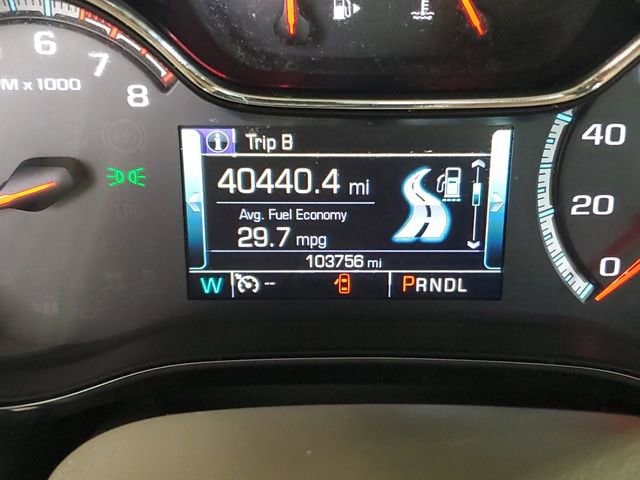 6
7
8
M x 1000
i Trip B
40440.4 mi
Avg. Fuel Economy
29.7 mpg
103756 mi
W -- PRNDL
40
20
0